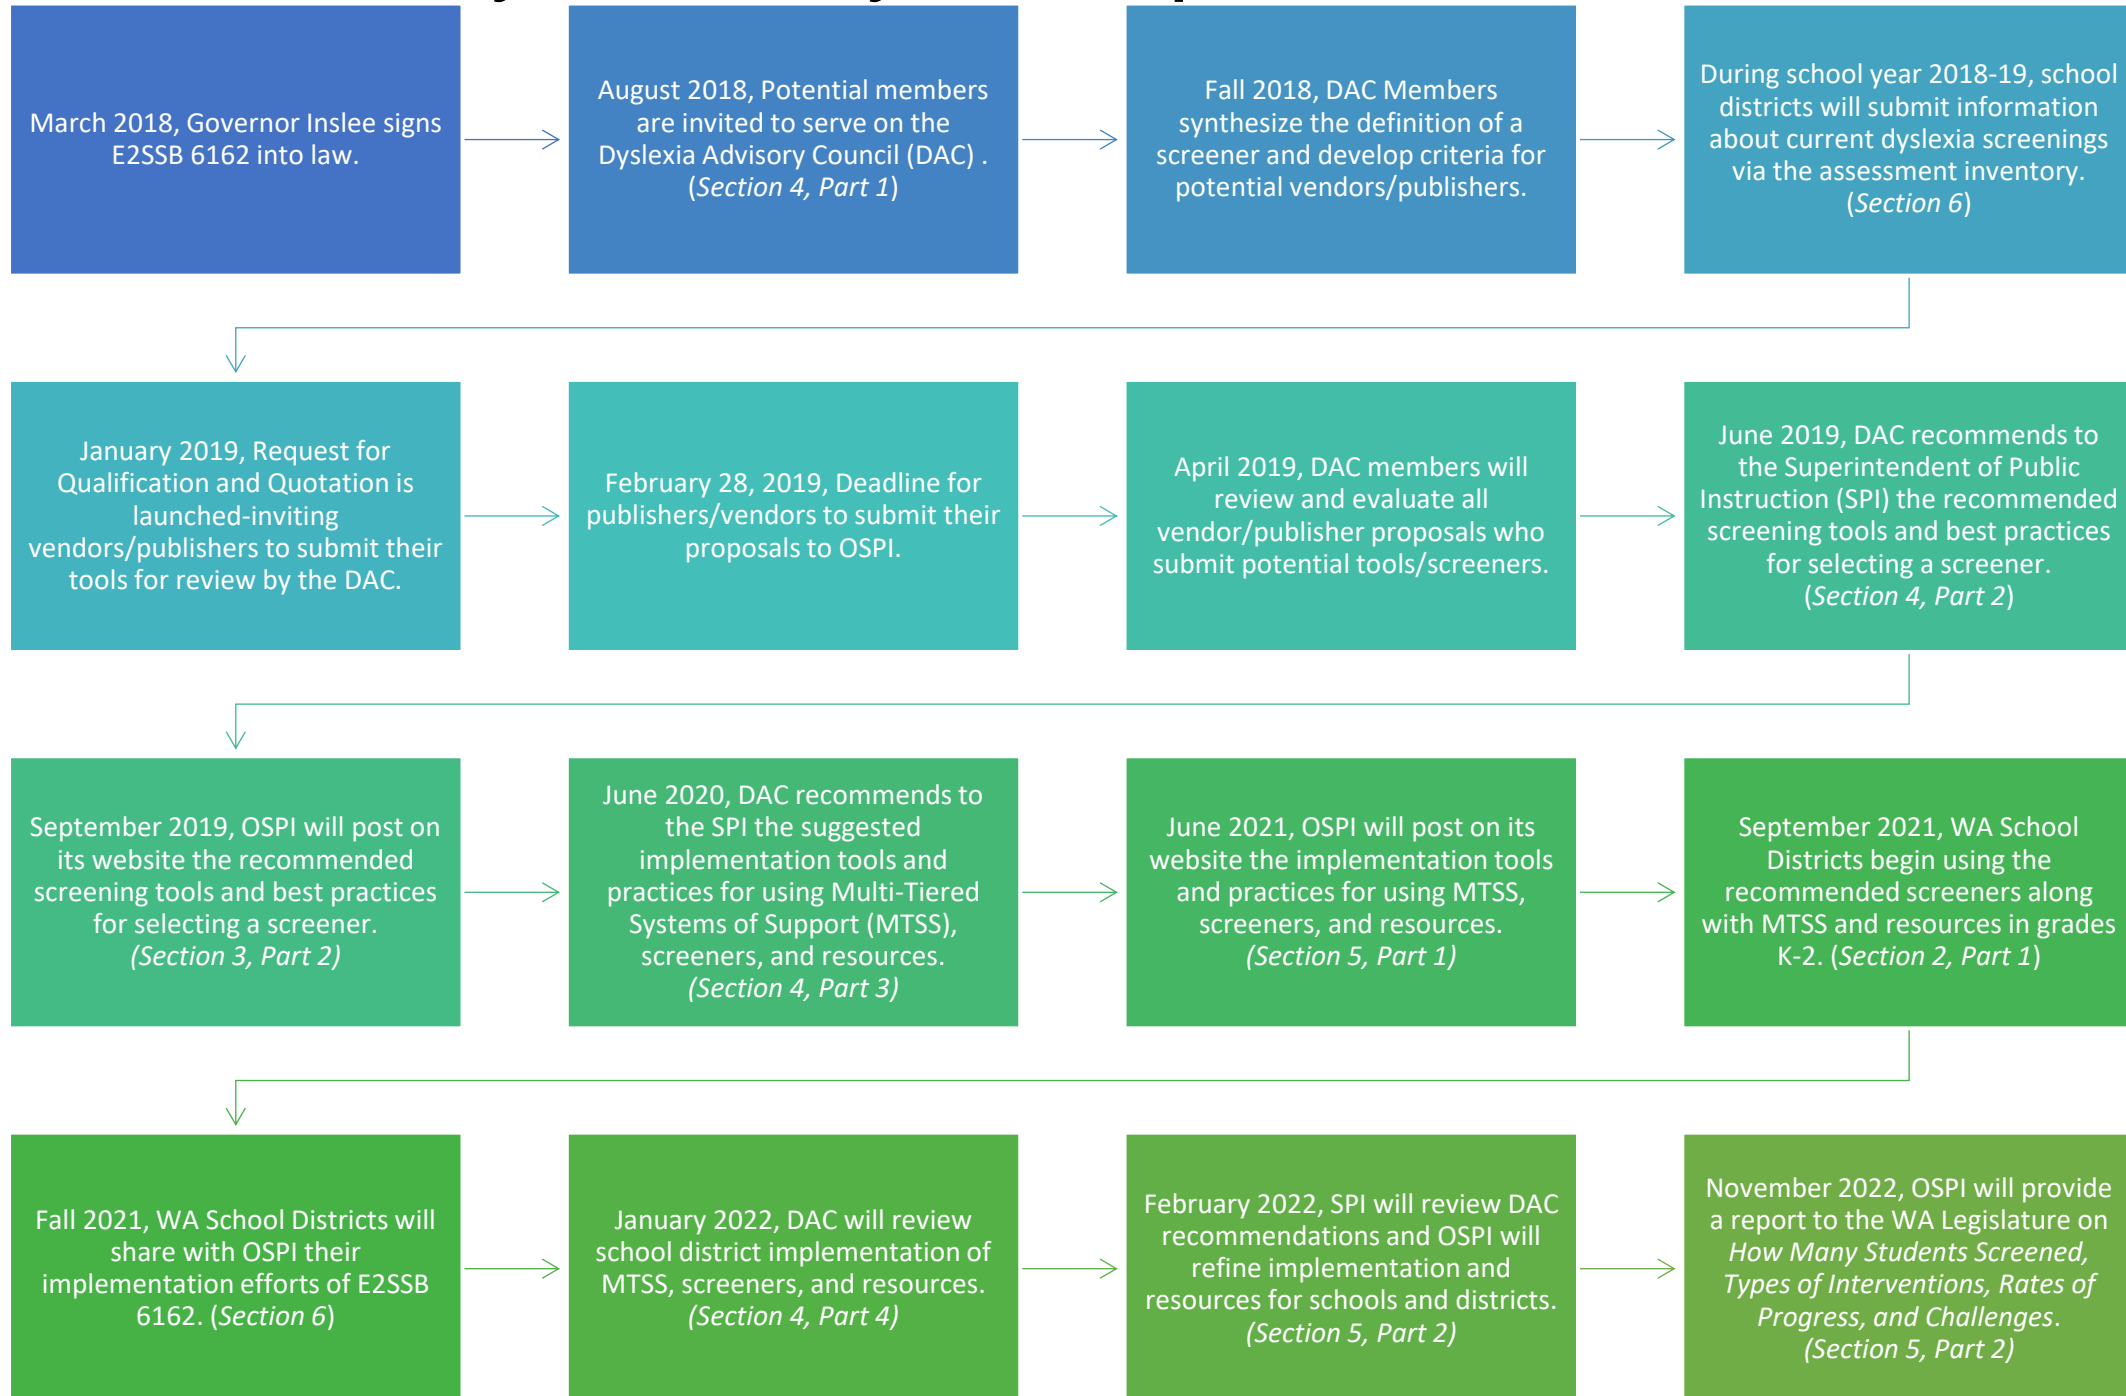 March 2018, Governor Inslee signs
E2SSB 6162 into law.
August 2018, Potential members
are invited to serve on the
Dyslexia Advisory Council (DAC) .
(Section 4, Part 1)
Fall 2018, DAC Members
synthesize the definition of a
screener and develop criteria for
potential vendors/publishers.
During school year 2018-19, school
districts will submit information
about current dyslexia screenings
via the assessment inventory.
(Section 6)
January 2019, Request for
Qualification and Quotation is
launched-inviting
vendors/publishers to submit their
tools for review by the DAC.
February 28, 2019, Deadline for
publishers/vendors to submit their
proposals to OSPI.
April 2019, DAC members will
review and evaluate all
vendor/publisher proposals who
submit potential tools/screeners.
June 2019, DAC recommends to
the Superintendent of Public
Instruction (SPI) the recommended
screening tools and best practices
for selecting a screener.
(Section 4, Part 2)
September 2019, OSPI will post on
its website the recommended
screening tools and best practices
for selecting a screener.
(Section 3, Part 2)
June 2020, DAC recommends to
the SPI the suggested
implementation tools and
practices for using Multi-Tiered
Systems of Support (MTSS),
screeners, and resources.
(Section 4, Part 3)
June 2021, OSPI will post on its
website the implementation tools
and practices for using MTSS,
screeners, and resources.
(Section 5, Part 1)
September 2021, WA School
Districts begin using the
recommended screeners along
with MTSS and resources in grades
K-2. (Section 2, Part 1)
Fall 2021, WA School Districts will
share with OSPI their
implementation efforts of E2SSB
6162. (Section 6)
January 2022, DAC will review
school district implementation of
MTSS, screeners, and resources.
(Section 4, Part 4)
February 2022, SPI will review DAC
recommendations and OSPI will
refine implementation and
resources for schools and districts.
(Section 5, Part 2)
November 2022, OSPI will provide
a report to the WA Legislature on
How Many Students Screened,
Types of Interventions, Rates of
Progress, and Challenges.
(Section 5, Part 2)